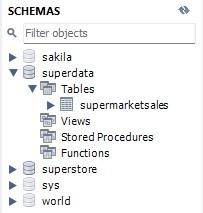 SCHEMAS
Filter objects
sakila
superdata
Tables
supermarketsales
Views
Stored Procedures
Functions
superstore
sys
world